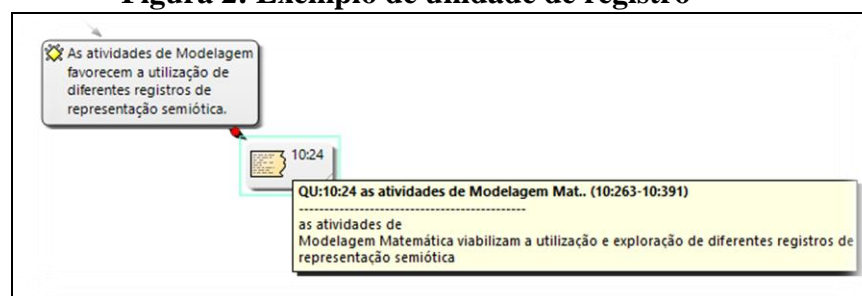 Figura 2: Exemplo de unidade de registro
As atividades de Modelagem
favorecem a utilização de
diferentes registros de
representação semiótica.
10:24
QU:10:24 as atividades de Modelagem Mat.. (10:263-10:391)
---------------------------------------------
as atividades de
Modelagem Matemática viabilizam a utilização e exploração de diferentes registros de
representação semiótica